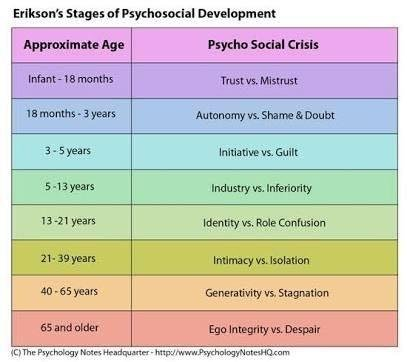 Erikson's Stages of Psychosocial Development
Approximate Age Psycho Social Crisis
Infant - 18 months Trust vs. Mistrust
18 months - 3 years Autonomy vs. Shame & Doubt
3 - 5 years Initiative vs. Guilt
5 -13 years Industry vs. Inferiority
13 -21 years Identity vs. Role Confusion
21- 39 years Intimacy vs. Isolation
40 - 65 years Generativity vs. Stagnation
65 and older Ego Integrity vs. Despair
(C) The Psychology Notes Headquarter - http://www.PsychologyNotesHQ.com